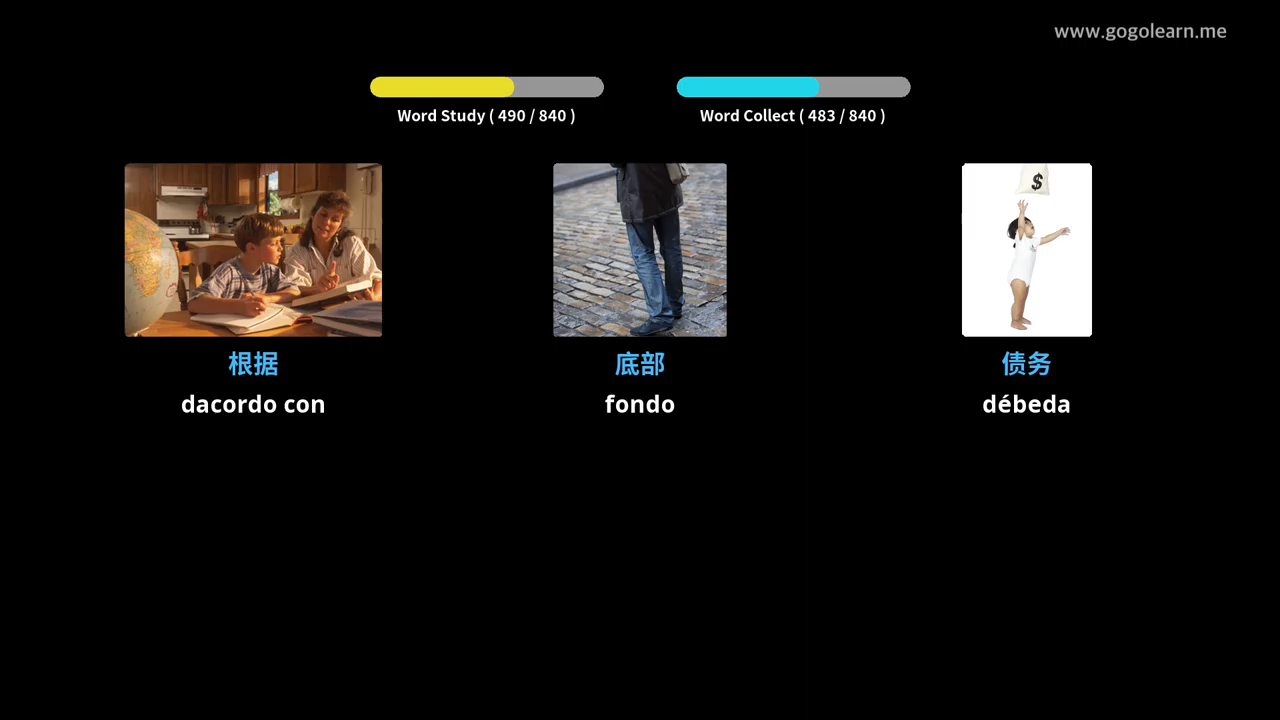 www.gogolearn.me
Word Study ( 490 / 840 )
Word Collect ( 483 / 840 )
$
根据
底部
债务
dacordo con
fondo
débeda